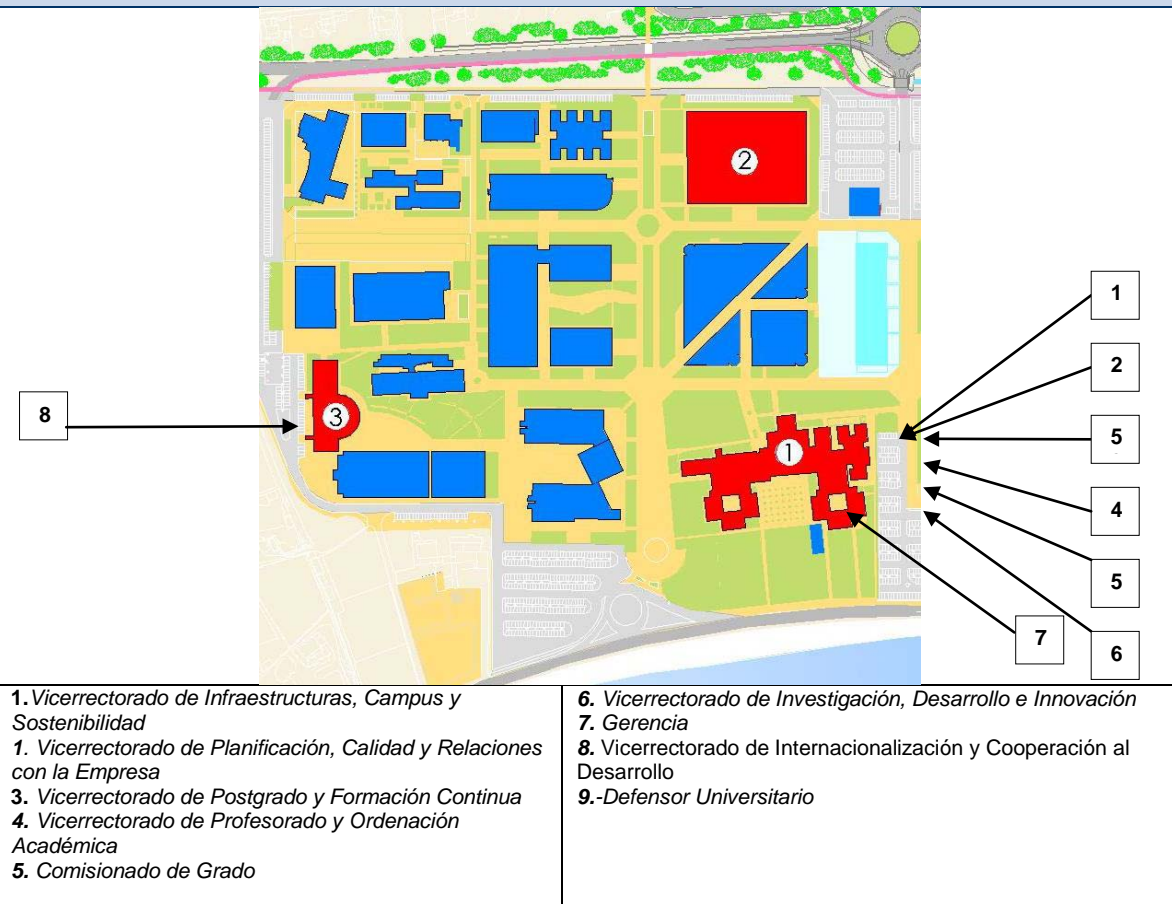 2
1
2
3
8
5
1
4
5
7
6
1. Vicerrectorado de Infraestructuras, Campus y
Sostenibilidad
1. Vicerrectorado de Planificación, Calidad y Relaciones
con la Empresa
3. Vicerrectorado de Postgrado y Formación Continua
4. Vicerrectorado de Profesorado y Ordenación
Académica
5. Comisionado de Grado
6. Vicerrectorado de Investigación, Desarrollo e Innovación
7. Gerencia
8. Vicerrectorado de Internacionalización y Cooperación al
Desarrollo
9.-Defensor Universitario